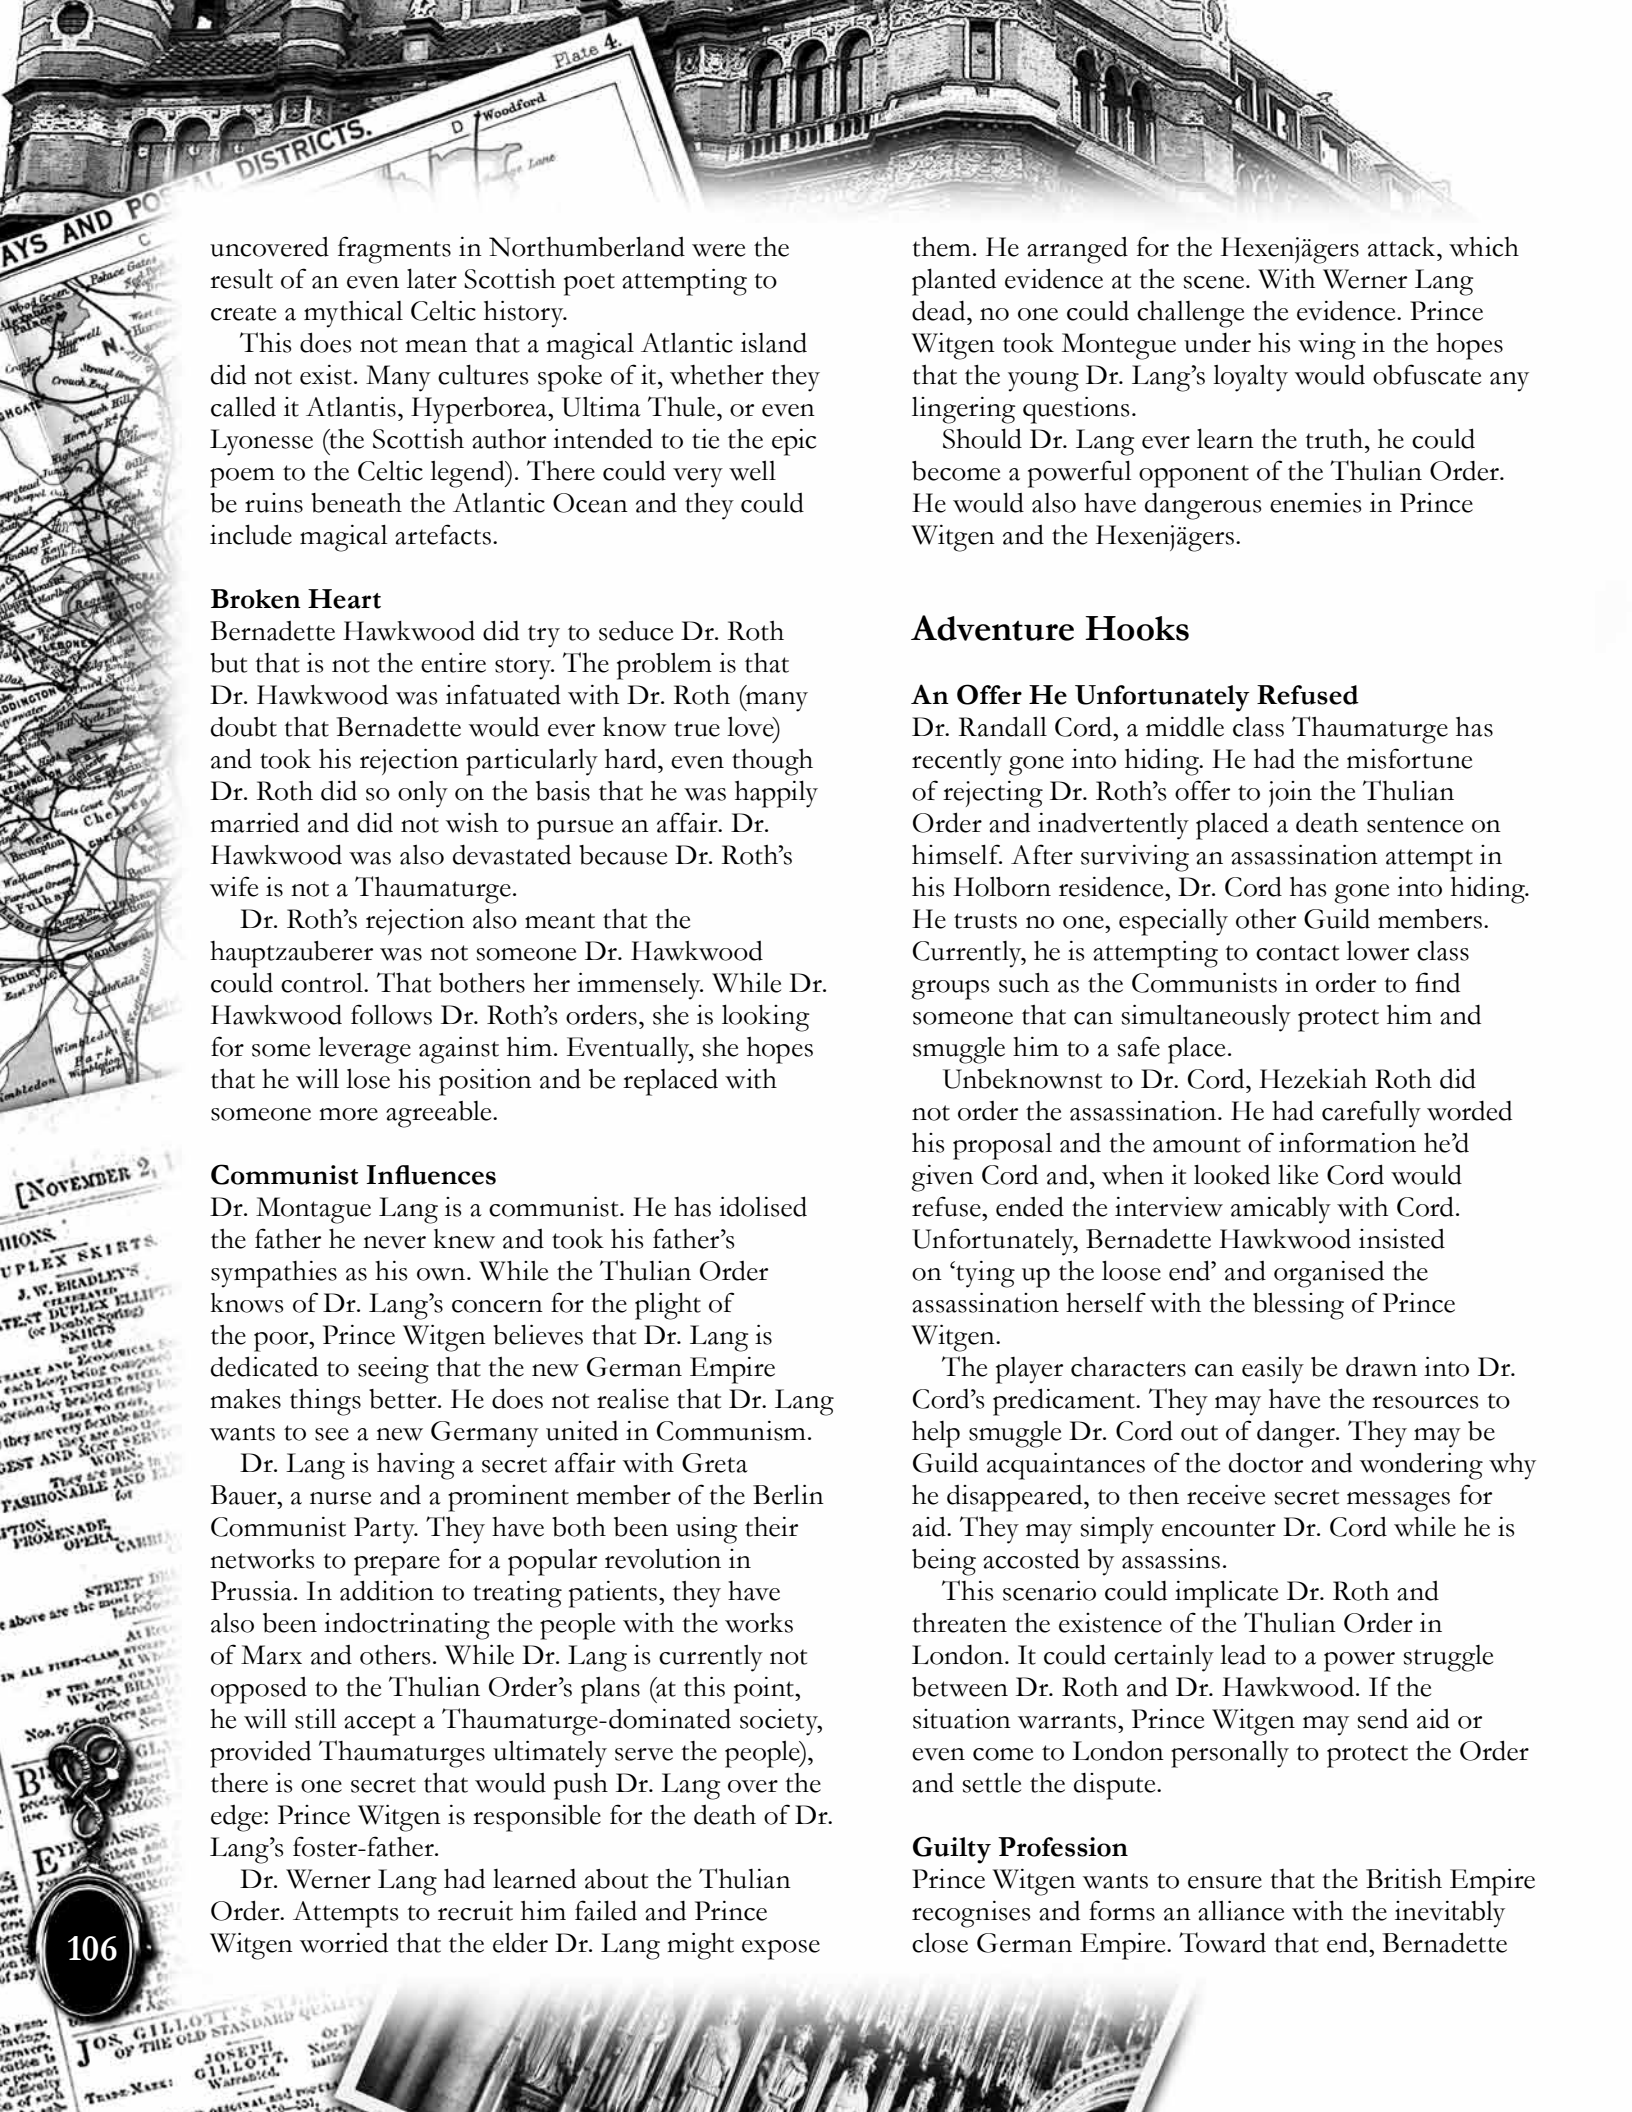 Plate 4.
D
Woodford
DISTRICTS.
AYS AND PO
C
uncovered fragments in Northumberland were the
result of an even later Scottish poet attempting to
create a mythical Celtic history.
This does not mean that a magical Atlantic island
did not exist. Many cultures spoke of it, whether they
called it Atlantis, Hyperborea, Ultima Thule, or even
Lyonesse (the Scottish author intended to tie the epic
poem to the Celtic legend). There could very well
be ruins beneath the Atlantic Ocean and they could
include magical artefacts.
Broken Heart
Bernadette Hawkwood did try to seduce Dr. Roth
but that is not the entire story. The problem is that
Dr. Hawkwood was infatuated with Dr. Roth (many
doubt that Bernadette would ever know true love)
and took his rejection particularly hard, even though
Dr. Roth did so only on the basis that he was happily
married and did not wish to pursue an affair. Dr.
Hawkwood was also devastated because Dr. Roth's
wife is not a Thaumaturge.
Dr. Roth's rejection also meant that the
hauptzauberer was not someone Dr. Hawkwood
could control. That bothers her immensely. While Dr.
Hawkwood follows Dr. Roth's orders, she is looking
for some leverage against him. Eventually, she hopes
that he will lose his position and be replaced with
someone more agreeable.
Communist Influences
Dr. Montague Lang is a communist. He has idolised
the father he never knew and took his father's
sympathies as his own. While the Thulian Order
knows of Dr. Lang's concern for the plight of
the poor, Prince Witgen believes that Dr. Lang is
dedicated to seeing that the new German Empire
makes things better. He does not realise that Dr. Lang
wants to see a new Germany united in Communism.
Dr. Lang is having a secret affair with Greta
Bauer, a nurse and a prominent member of the Berlin
Communist Party. They have both been using their
networks to prepare for a popular revolution in
Prussia. In addition to treating patients, they have
also been indoctrinating the people with the works
of Marx and others. While Dr. Lang is currently not
opposed to the Thulian Order's plans (at this point,
he will still accept a Thaumaturge-dominated society,
provided Thaumaturges ultimately serve the people),
there is one secret that would push Dr. Lang over the
edge: Prince Witgen is responsible for the death of Dr.
Lang's foster-father.
Dr. Werner Lang had learned about the Thulian
Order. Attempts to recruit him failed and Prince
Witgen worried that the elder Dr. Lang might expose
them. He arranged for the Hexenjägers attack, which
planted evidence at the scene. With Werner Lang
dead, no one could challenge the evidence. Prince
Witgen took Montegue under his wing in the hopes
that the young Dr. Lang's loyalty would obfuscate any
lingering questions.
Should Dr. Lang ever learn the truth, he could
become a powerful opponent of the Thulian Order.
He would also have dangerous enemies in Prince
Witgen and the Hexenjägers.
Adventure Hooks
An Offer He Unfortunately Refused
Dr. Randall Cord, a middle class Thaumaturge has
recently gone into hiding. He had the misfortune
of rejecting Dr. Roth's offer to join the Thulian
Order and inadvertently placed a death sentence on
himself. After surviving an assassination attempt in
his Holborn residence, Dr. Cord has gone into hiding.
He trusts no one, especially other Guild members.
Currently, he is attempting to contact lower class
groups such as the Communists in order to find
someone that can simultaneously protect him and
smuggle him to a safe place.
Unbeknownst to Dr. Cord, Hezekiah Roth did
not order the assassination. He had carefully worded
his proposal and the amount of information he'd
given Cord and, when it looked like Cord would
refuse, ended the interview amicably with Cord.
Unfortunately, Bernadette Hawkwood insisted
on ‘tying up the loose end’ and organised the
assassination herself with the blessing of Prince
Witgen.
The player characters can easily be drawn into Dr.
Cord's predicament. They may have the resources to
help smuggle Dr. Cord out of danger. They may be
Guild acquaintances of the doctor and wondering why
he disappeared, to then receive secret messages for
aid. They may simply encounter Dr. Cord while he is
being accosted by assassins.
This scenario could implicate Dr. Roth and
threaten the existence of the Thulian Order in
London. It could certainly lead to a power struggle
between Dr. Roth and Dr. Hawkwood. If the
situation warrants, Prince Witgen may send aid or
even come to London personally to protect the Order
and settle the dispute.
Guilty Profession
Prince Witgen wants to ensure that the British Empire
recognises and forms an alliance with the inevitably
close German Empire. Toward that end, Bernadette
[NOVEMBER 2,
J. W. BRADLEY'S
106
JOS. GILLOTT'S
OF THE OLD STANDARD QUALITY
JOSEPH
GILLOTT,
Warranted.
TRADE MARK: